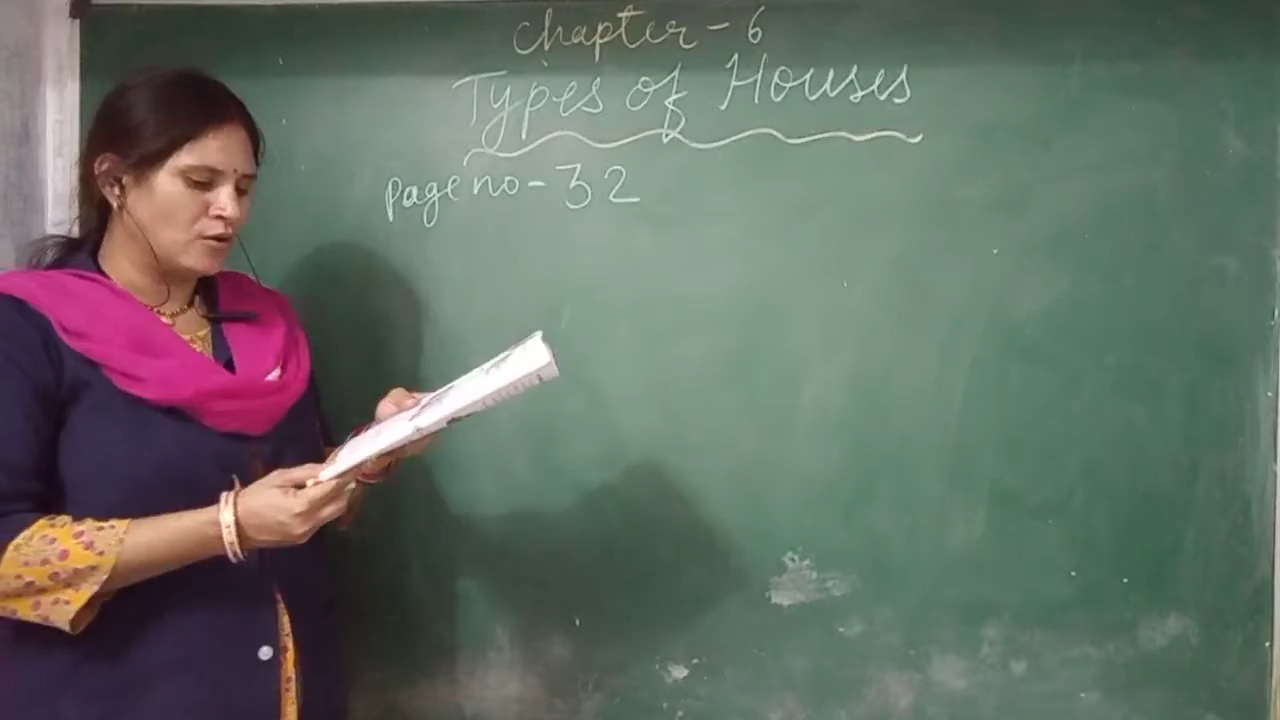 Chapter - 6
Types of Houses
Page no - 32